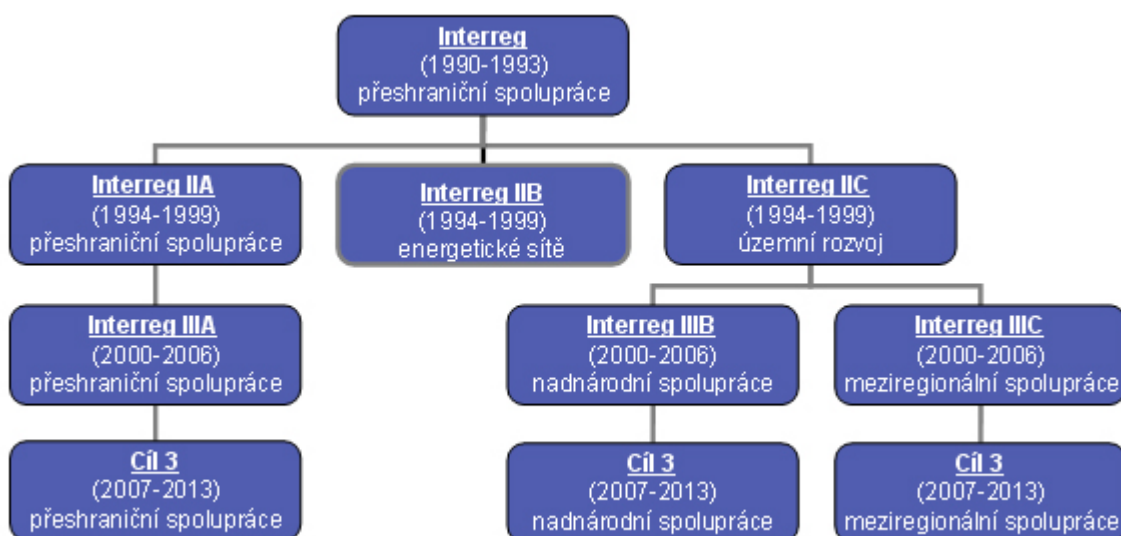 Interreg
(1990-1993)
přeshraniční spolupráce
Interreg IIA
(1994-1999)
přeshraniční spolupráce
Interreg IIB
(1994-1999)
energetické sítě
Interreg IIC
(1994-1999)
územní rozvoj
Interreg IIIA
(2000-2006)
přeshraniční spolupráce
Interreg IIIB
(2000-2006)
nadnárodní spolupráce
Interreg IIIC
(2000-2006)
meziregionální spolupráce
Cíl 3
(2007-2013)
přeshraniční spolupráce
Cíl 3
(2007-2013)
nadnárodní spolupráce
Cíl 3
(2007-2013)
meziregionální spolupráce